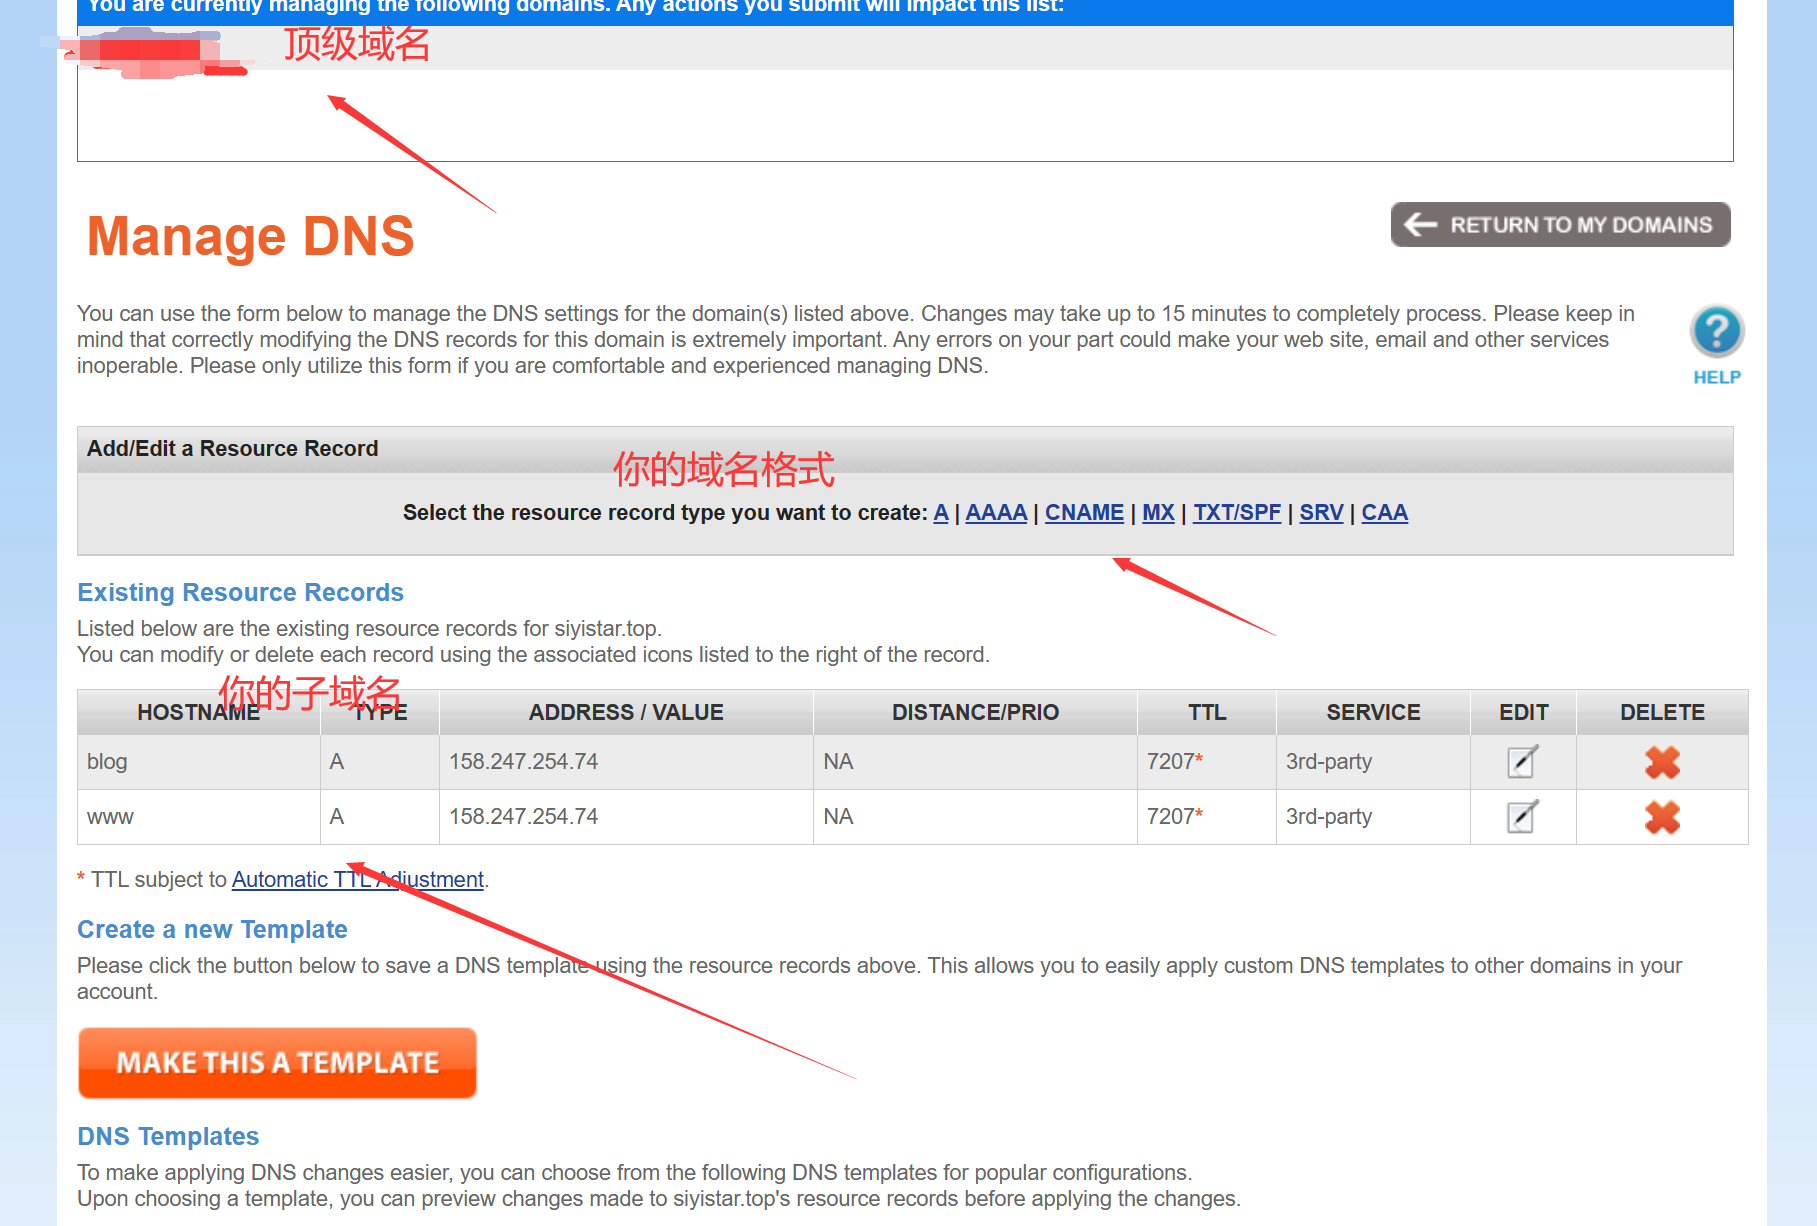 You are currently managing the following domains. Any actions you submit will impact this list:
顶级域名
Manage DNS
RETURN TO MY DOMAINS
You can use the form below to manage the DNS settings for the domain(s) listed above. Changes may take up to 15 minutes to completely process. Please keep in
mind that correctly modifying the DNS records for this domain is extremely important. Any errors on your part could make your web site, email and other services
inoperable. Please only utilize this form if you are comfortable and experienced managing DNS.
HELP
Add/Edit a Resource Record
你的域名格式
Select the resource record type you want to create: A | AAAA | CNAME | MX | TXT/SPF | SRV | CAA
Existing Resource Records
Listed below are the existing resource records for siyistar.top.
You can modify or delete each record using the associated icons listed to the right of the record.
你的子域名
HOSTNAME TYPE ADDRESS / VALUE DISTANCE/PRIO TTL SERVICE EDIT DELETE
blog A 158.247.254.74 NA 7207* 3rd-party
www A 158.247.254.74 NA 7207* 3rd-party
* TTL subject to Automatic TTL Adjustment.
Create a new Template
Please click the button below to save a DNS template using the resource records above. This allows you to easily apply custom DNS templates to other domains in your
account.
MAKE THIS A TEMPLATE
DNS Templates
To make applying DNS changes easier, you can choose from the following DNS templates for popular configurations.
Upon choosing a template, you can preview changes made to siyistar.top's resource records before applying the changes.